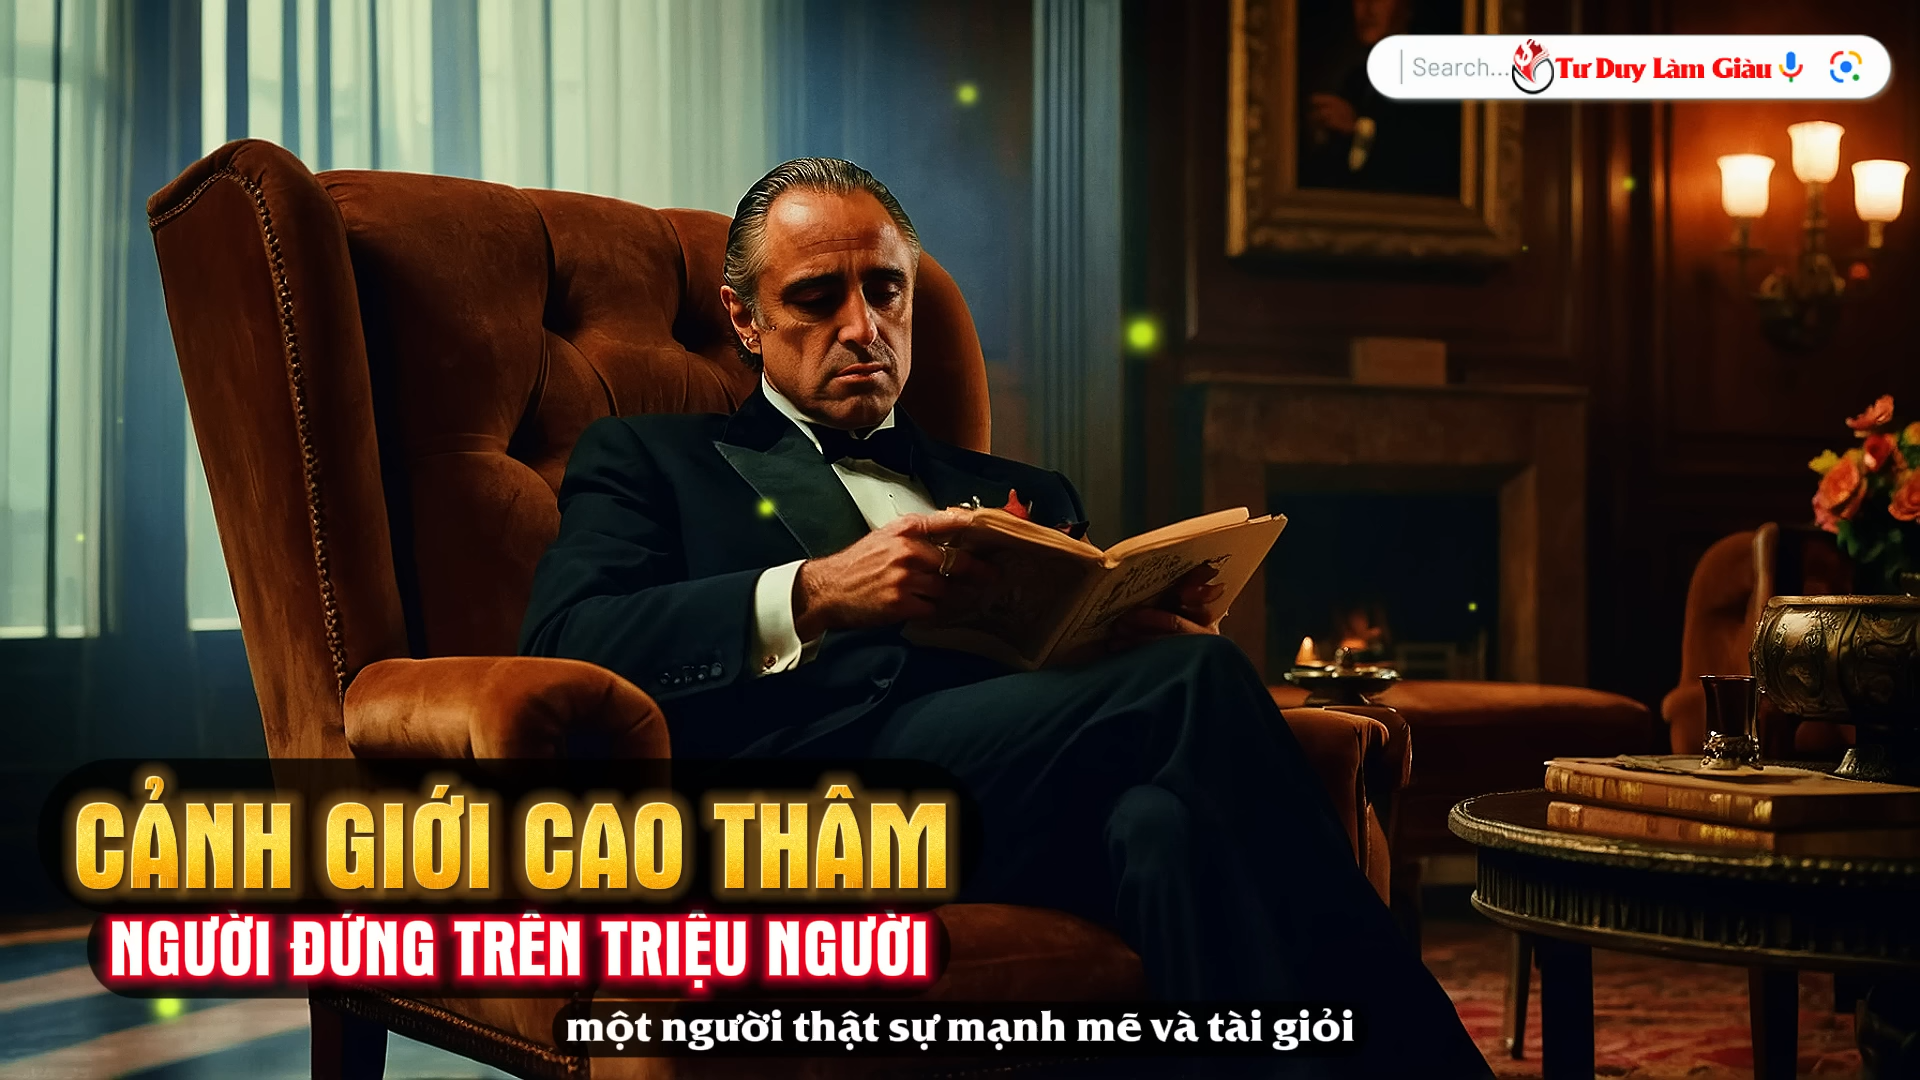 Search... Tư Duy Làm Giàu
CẢNH GIỚI CAO THÂM
NGƯỜI ĐỨNG TRÊN TRIỆU NGƯỜI
một người thật sự mạnh mẽ và tài giỏi